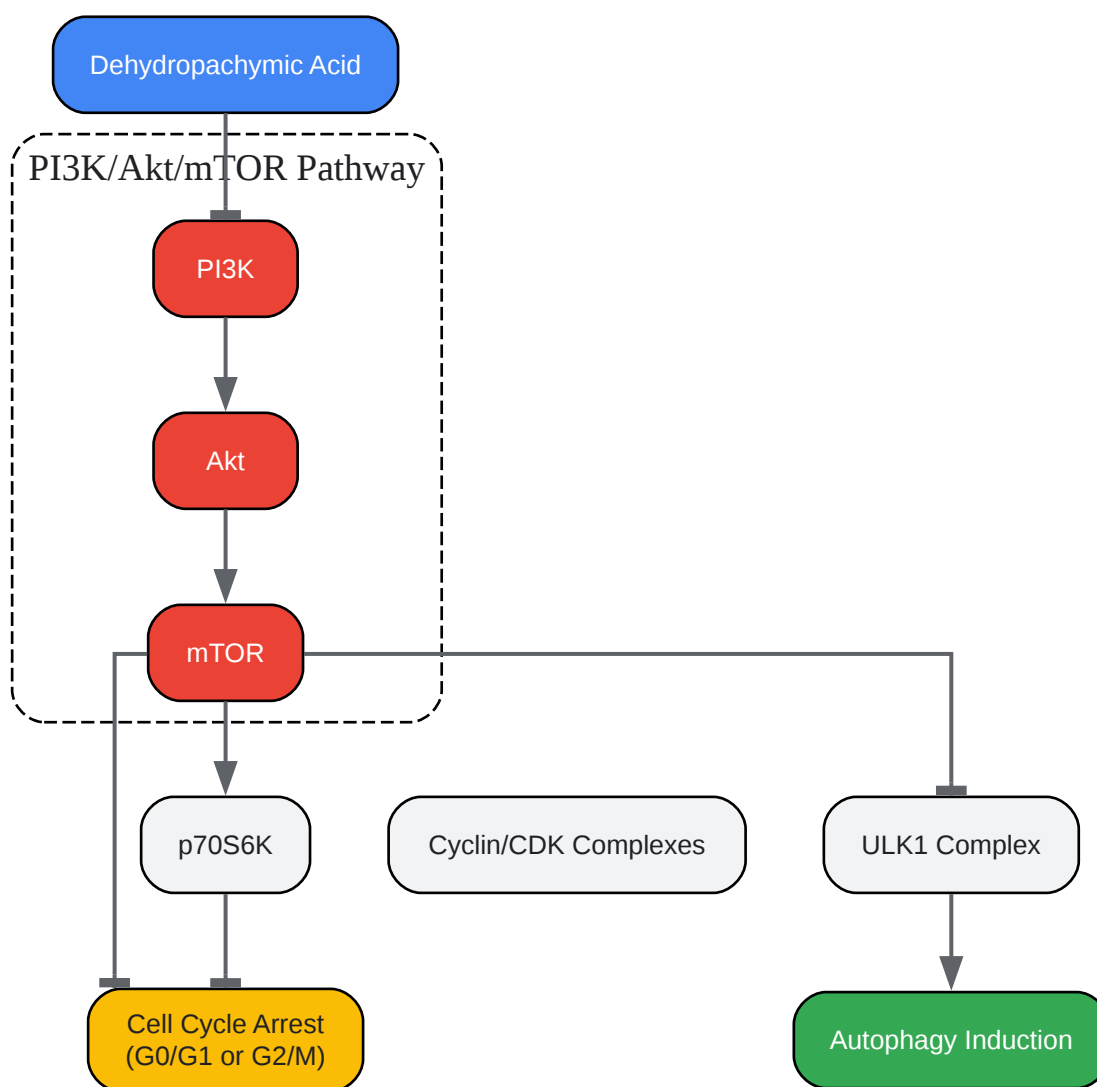 Dehydropachymic Acid
PI3K/Akt/mTOR Pathway
PI3K
Akt
mTOR
p70S6K
Cyclin/CDK Complexes
ULK1 Complex
Cell Cycle Arrest
(G0/G1 or G2/M)
Autophagy Induction